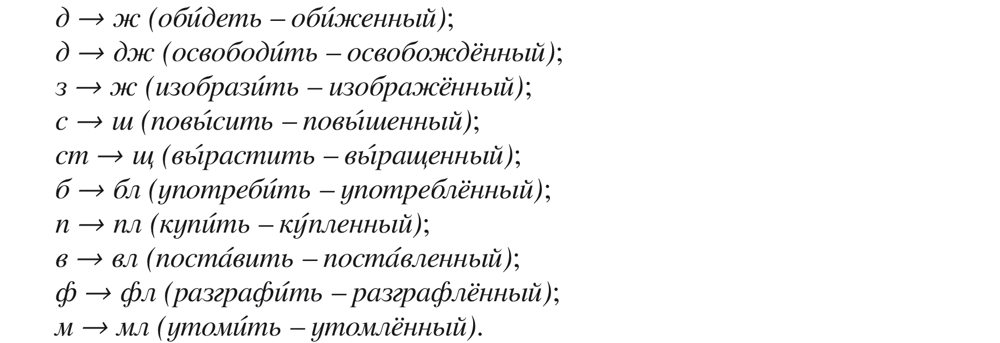 д → ж (оби́деть – оби́женный);
д → дж (освободи́ть – освобождённый);
з → ж (изобрази́ть – изображённый);
с → ш (повы́сить – повы́шенный);
ст → щ (вы́растить – вы́ращенный);
б → бл (употреби́ть – употреблённый);
п → пл (купи́ть – ку́пленный);
в → вл (поста́вить – поста́вленный);
ф → фл (разграфи́ть – разграфлённый);
м → мл (утоми́ть – утомлённый).